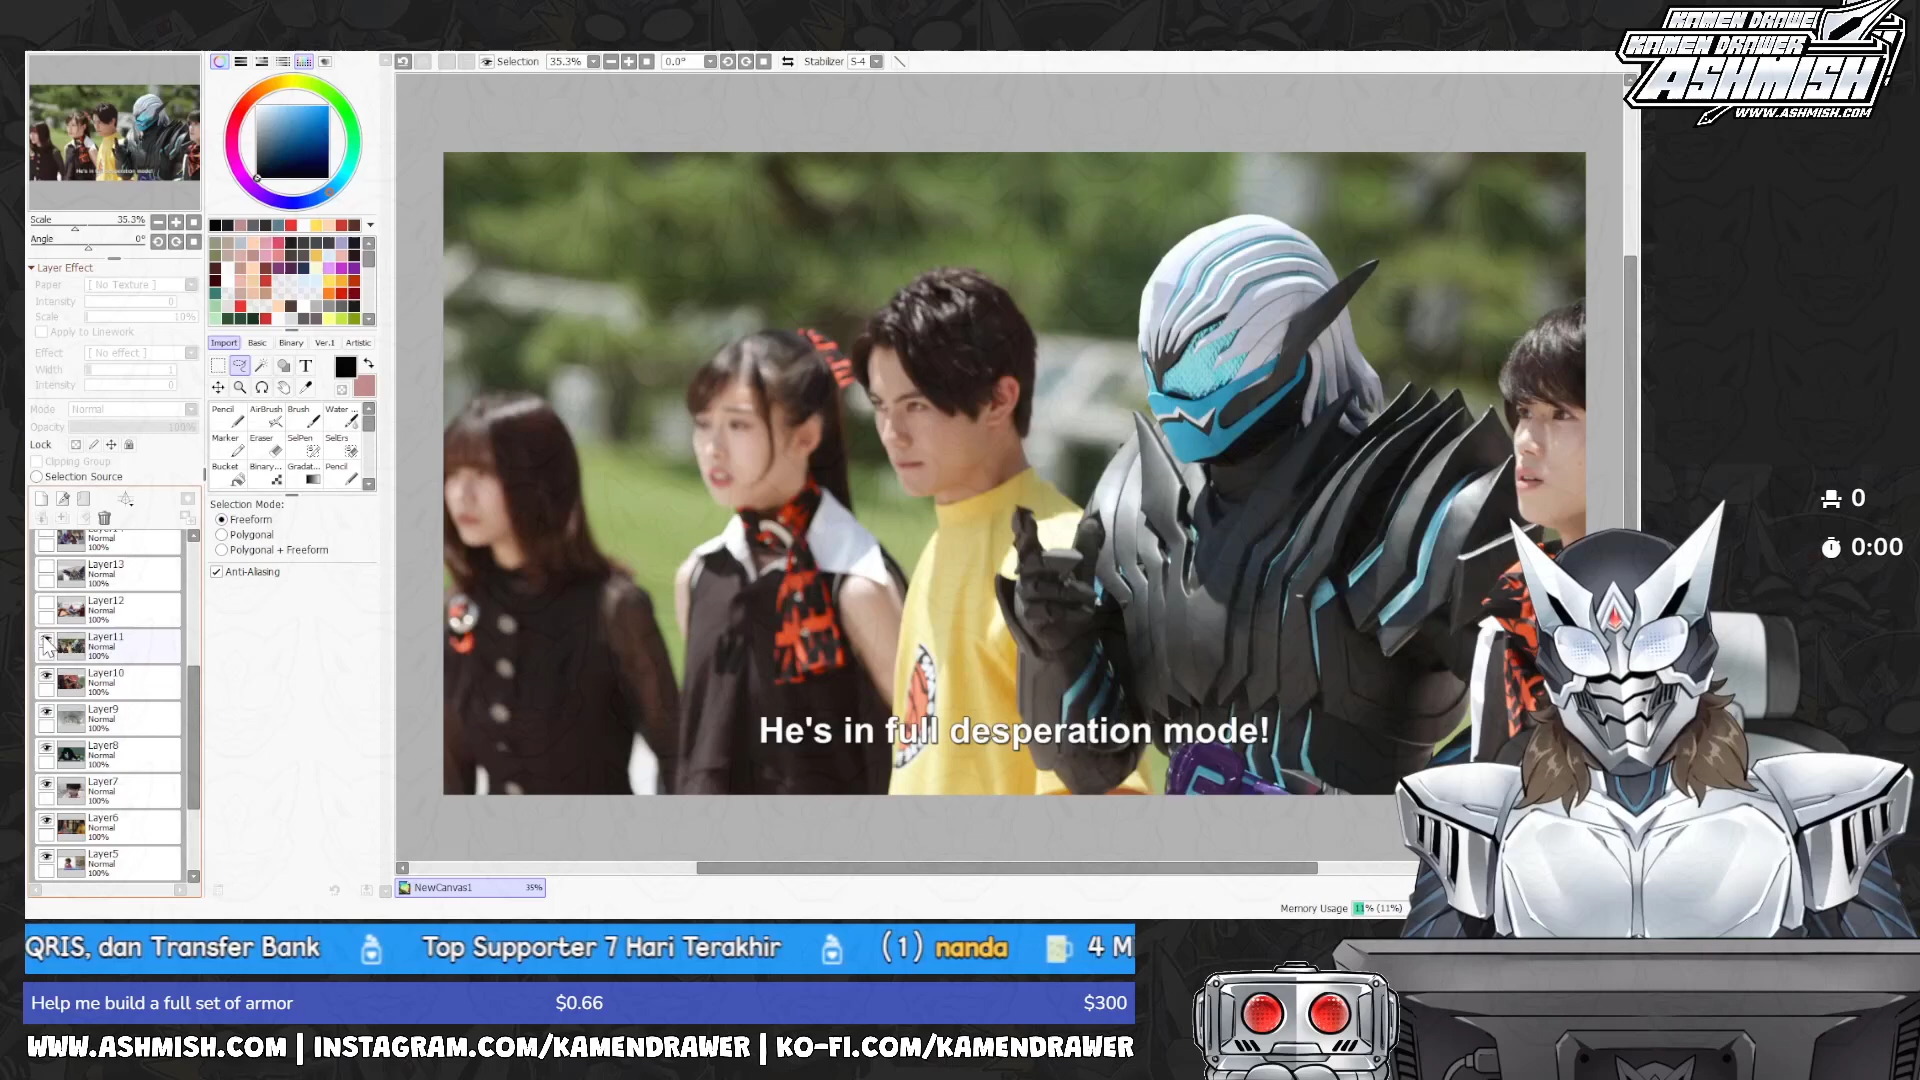 KAMEN DRAWER
ASHMISH
WWW.ASHMISH.COM
Selection 35.3% 0.0° Stabilizer S-4
Scale 35.3%
Angle 0°
Layer Effect
Paper [ No Texture ]
Intensity 0
Scale 10%
Apply to Linework
Effect [ No effect ]
Width 1
Intensity
Mode Normal
Opacity 100%
Lock
Clipping Group
Selection Source
Normal
100%
Layer13
Normal
100%
Layer12
Normal
100%
Layer11
Normal
100%
Layer10
Normal
100%
Layer9
Normal
100%
Layer8
Normal
100%
Layer7
Normal
100%
Layer6
Normal
100%
Layer5
Normal
100%
Import Basic Binary Ver.1 Artistic
T
Pencil AirBrush Brush Water ...
Marker Eraser SelPen SelErs
Bucket Binary... Gradat... Pencil
Selection Mode:
Freeform
Polygonal
Polygonal + Freeform
Anti-Aliasing
He's in full desperation mode!
NewCanvas1 35%
Memory Usage 11% (11%)
0
0:00
QRIS, dan Transfer Bank Top Supporter 7 Hari Terakhir (1) nanda 4 M
Help me build a full set of armor $0.66 $300
WWW.ASHMISH.COM | INSTAGRAM.COM/KAMENDRAWER | KO-FI.COM/KAMENDRAWER